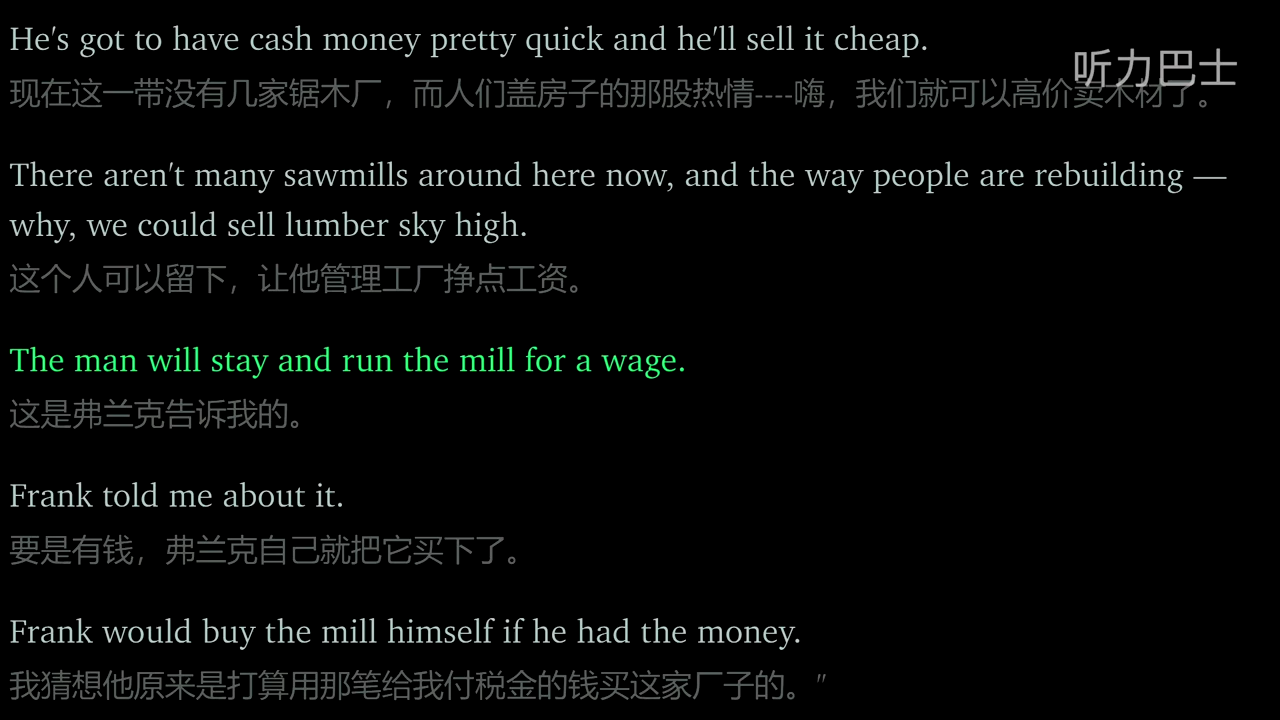 He's got to have cash money pretty quick and he'll sell it cheap.
听力巴士
现在这一带没有几家锯木厂，而人们盖房子的那股热情----嗨，我们就可以高价卖木材了。
There aren't many sawmills around here now, and the way people are rebuilding —
why, we could sell lumber sky high.
这个人可以留下，让他管理工厂挣点工资。
The man will stay and run the mill for a wage.
这是弗兰克告诉我的。
Frank told me about it.
要是有钱，弗兰克自己就把它买下了。
Frank would buy the mill himself if he had the money.
我猜想他原来是打算用那笔给我付税金的钱买这家厂子的。"